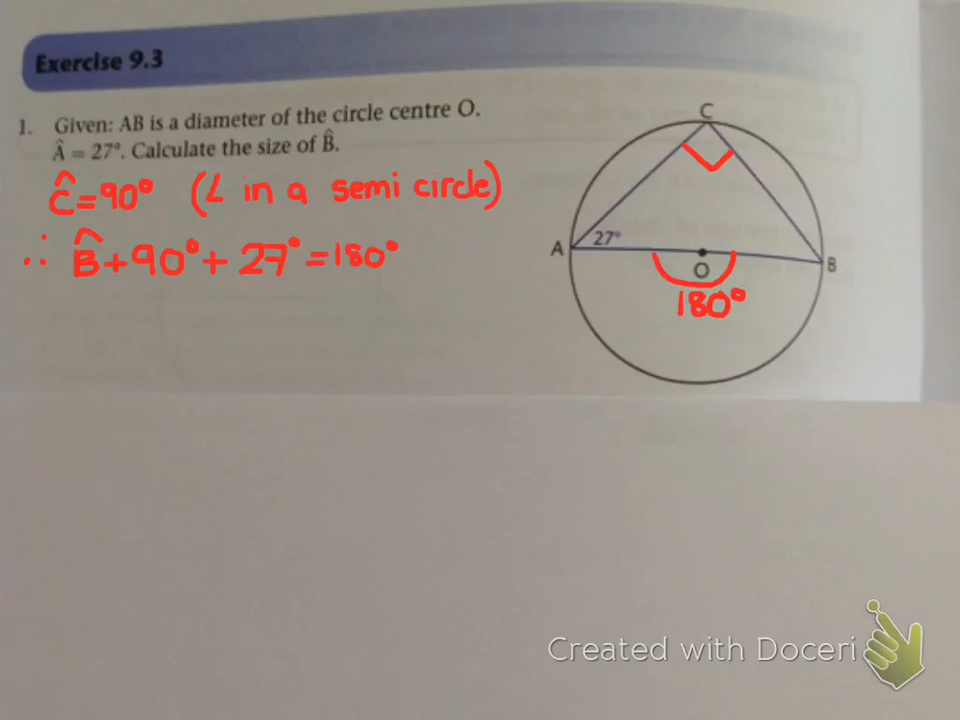 Exercise 9.3
1. Given: AB is a diameter of the circle centre O.
Â = 27°. Calculate the size of B̂.
Ĉ=90° (∠ in a semi circle)
∴ B̂+90°+27°=180°
C
A
27°
O
B
180°
Created with Doceri